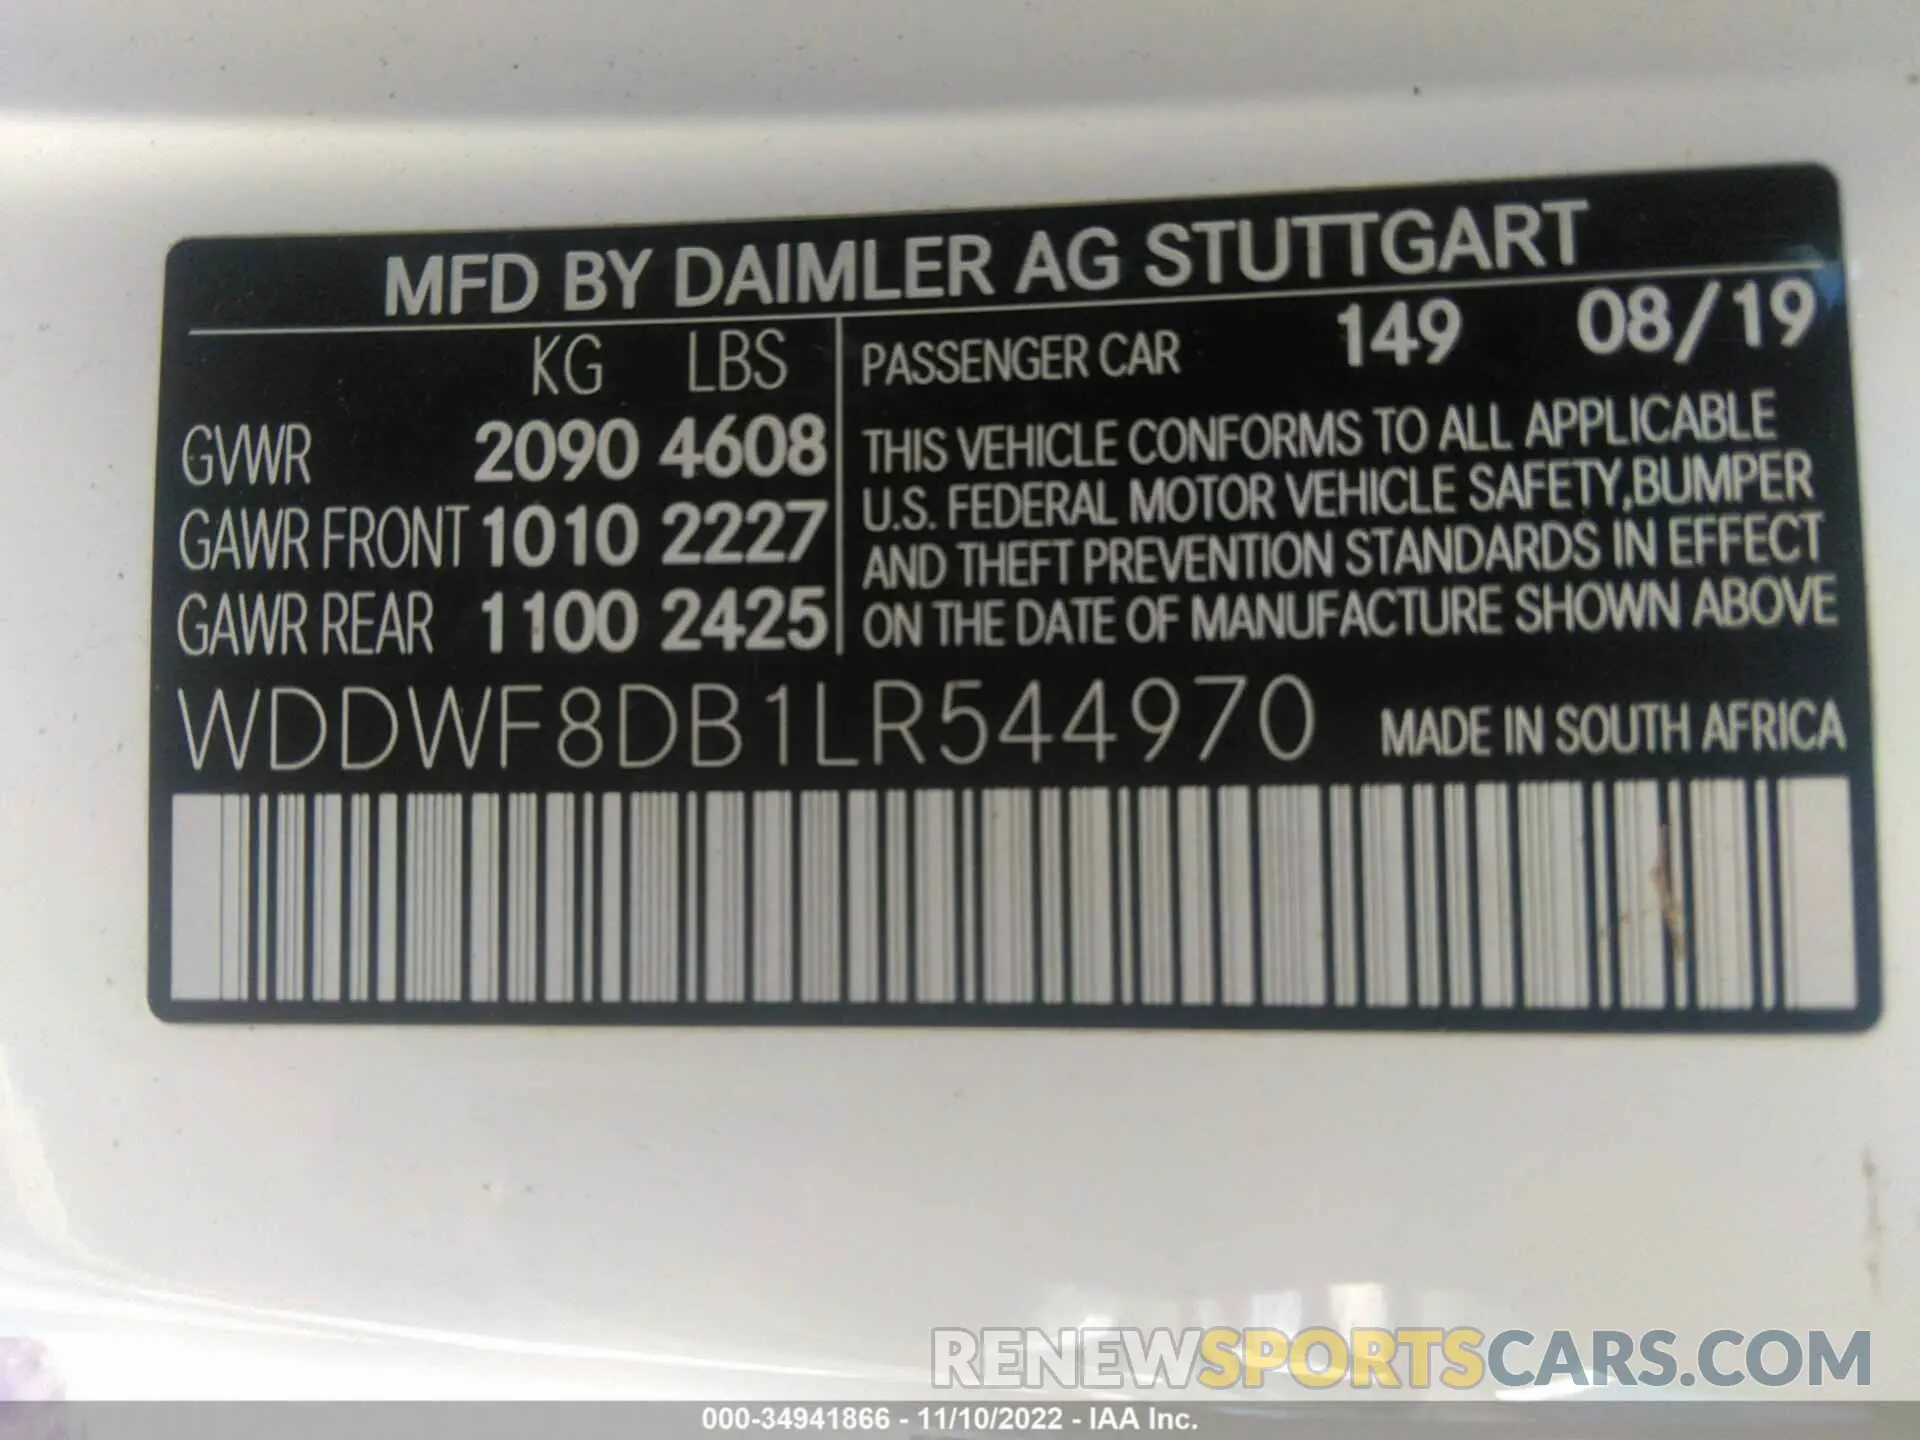 MFD BY DAIMLER AG STUTTGART
KG LBS
GVWR 2090 4608
GAWR FRONT 1010 2227
GAWR REAR 1100 2425
PASSENGER CAR 149 08/19
THIS VEHICLE CONFORMS TO ALL APPLICABLE
U.S. FEDERAL MOTOR VEHICLE SAFETY,BUMPER
AND THEFT PREVENTION STANDARDS IN EFFECT
ON THE DATE OF MANUFACTURE SHOWN ABOVE
WDDWF8DB1LR544970 MADE IN SOUTH AFRICA
RENEWSPORTSCARS.COM
000-34941866 - 11/10/2022 - IAA Inc.